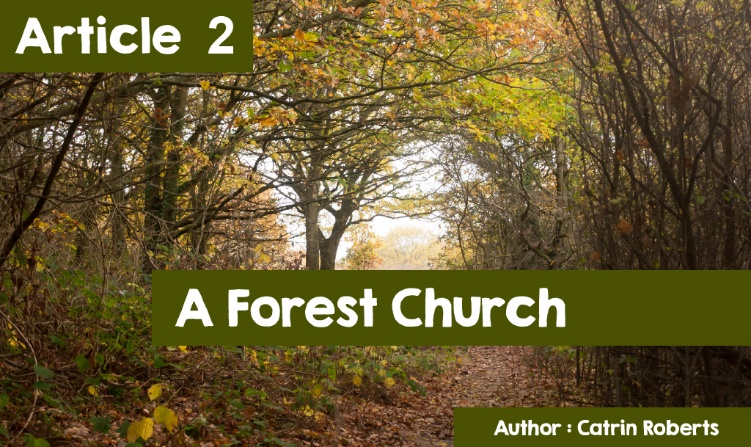 Article 2
A Forest Church
Author : Catrin Roberts